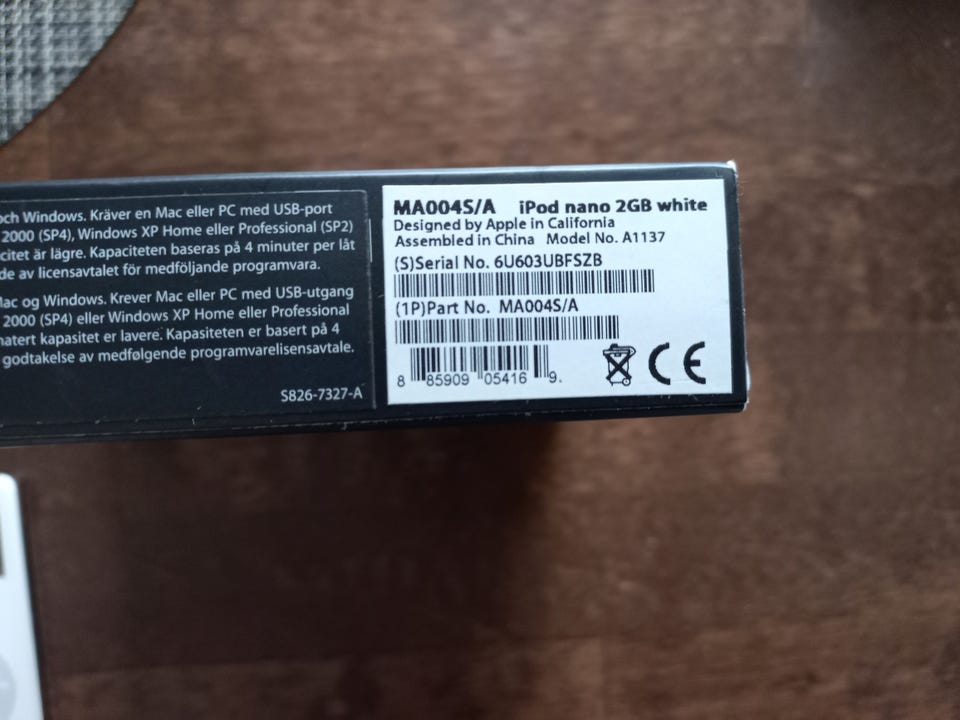 och Windows. Kräver en Mac eller PC med USB-port
2000 (SP4), Windows XP Home eller Professional (SP2)
citet är lägre. Kapaciteten baseras på 4 minuter per låt
de av licensavtalet för medföljande programvara.
Mac og Windows. Krever Mac eller PC med USB-utgang
2000 (SP4) eller Windows XP Home eller Professional
matert kapasitet er lavere. Kapasiteten er basert på 4
godtakelse av medfølgende programvarelisensavtale.
S826-7327-A
MA004S/A iPod nano 2GB white
Designed by Apple in California
Assembled in China Model No. A1137
(S)Serial No. 6U603UBFSZB
(1P)Part No. MA004S/A
8 85909 05416 9.
CE